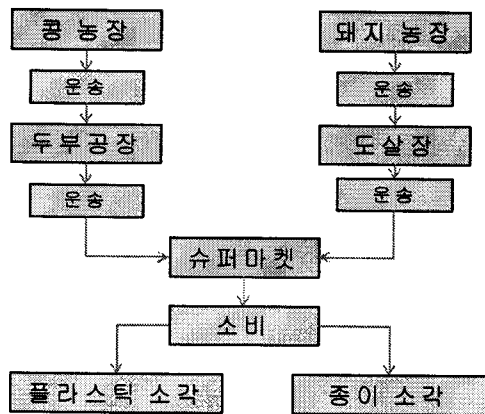 콩 농장
돼지 농장
운송
운송
두부공장
도살장
운송
운송
슈퍼마켓
소비
플라스틱 소각
종이 소각